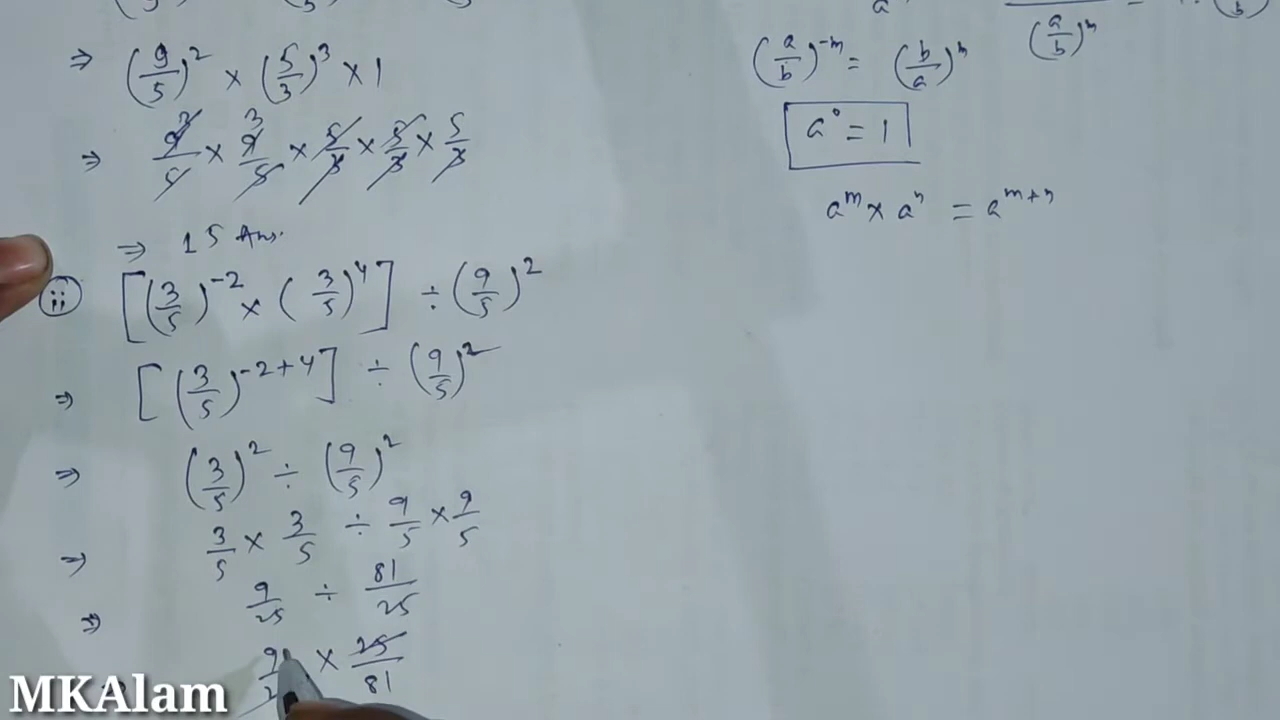 ⇒ (9/5)² × (5/3)³ × 1
⇒ 9/5 × 9/5 × 5/3 × 5/3 × 5/3
3 3
⇒ 15 Ans.
(ii) [(3/5)⁻² × (3/5)⁴] ÷ (9/5)²
⇒ [(3/5)⁻²⁺⁴] ÷ (9/5)²
⇒ (3/5)² ÷ (9/5)²
⇒ 3/5 × 3/5 ÷ 9/5 × 9/5
⇒ 9/25 ÷ 81/25
× 25/81
(a/b)⁻ᵐ = (b/a)ᵐ
(a/b)ᵐ
a⁰ = 1
aᵐ × aⁿ = aᵐ⁺ⁿ
MKAlam